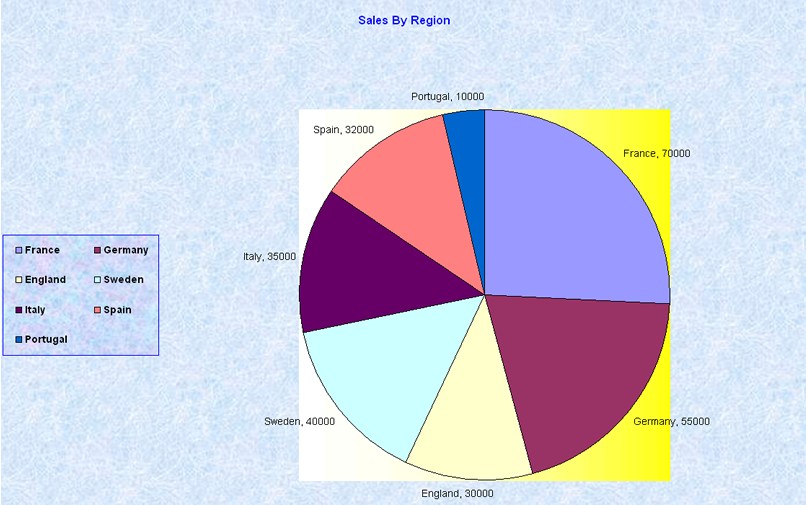 Sales By Region
Portugal, 10000
Spain, 32000
France, 70000
Italy, 35000
Sweden, 40000
Germany, 55000
England, 30000
France Germany
England Sweden
Italy Spain
Portugal